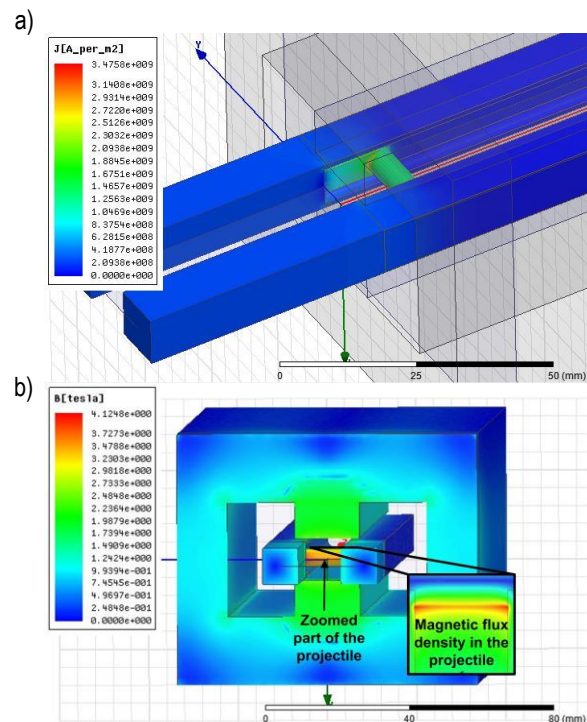 a)
J[A_per_m2]
3.4758e+009
3.1408e+009
2.9314e+009
2.7220e+009
2.5126e+009
2.3032e+009
2.0938e+009
1.8845e+009
1.6751e+009
1.4657e+009
1.2563e+009
1.0469e+009
8.3754e+008
6.2815e+008
4.1877e+008
2.0938e+008
0.0000e+000
Y
0 25 50 (mm)
b)
B[tesla]
4.1248e+000
3.7273e+000
3.4788e+000
3.2303e+000
2.9818e+000
2.7333e+000
2.4848e+000
2.2364e+000
1.9879e+000
1.7394e+000
1.4909e+000
1.2424e+000
9.9394e-001
7.4545e-001
4.9697e-001
2.4848e-001
0.0000e+000
Zoomed
part of the
projectile
Magnetic flux
density in the
projectile
0 40 80 (mm)